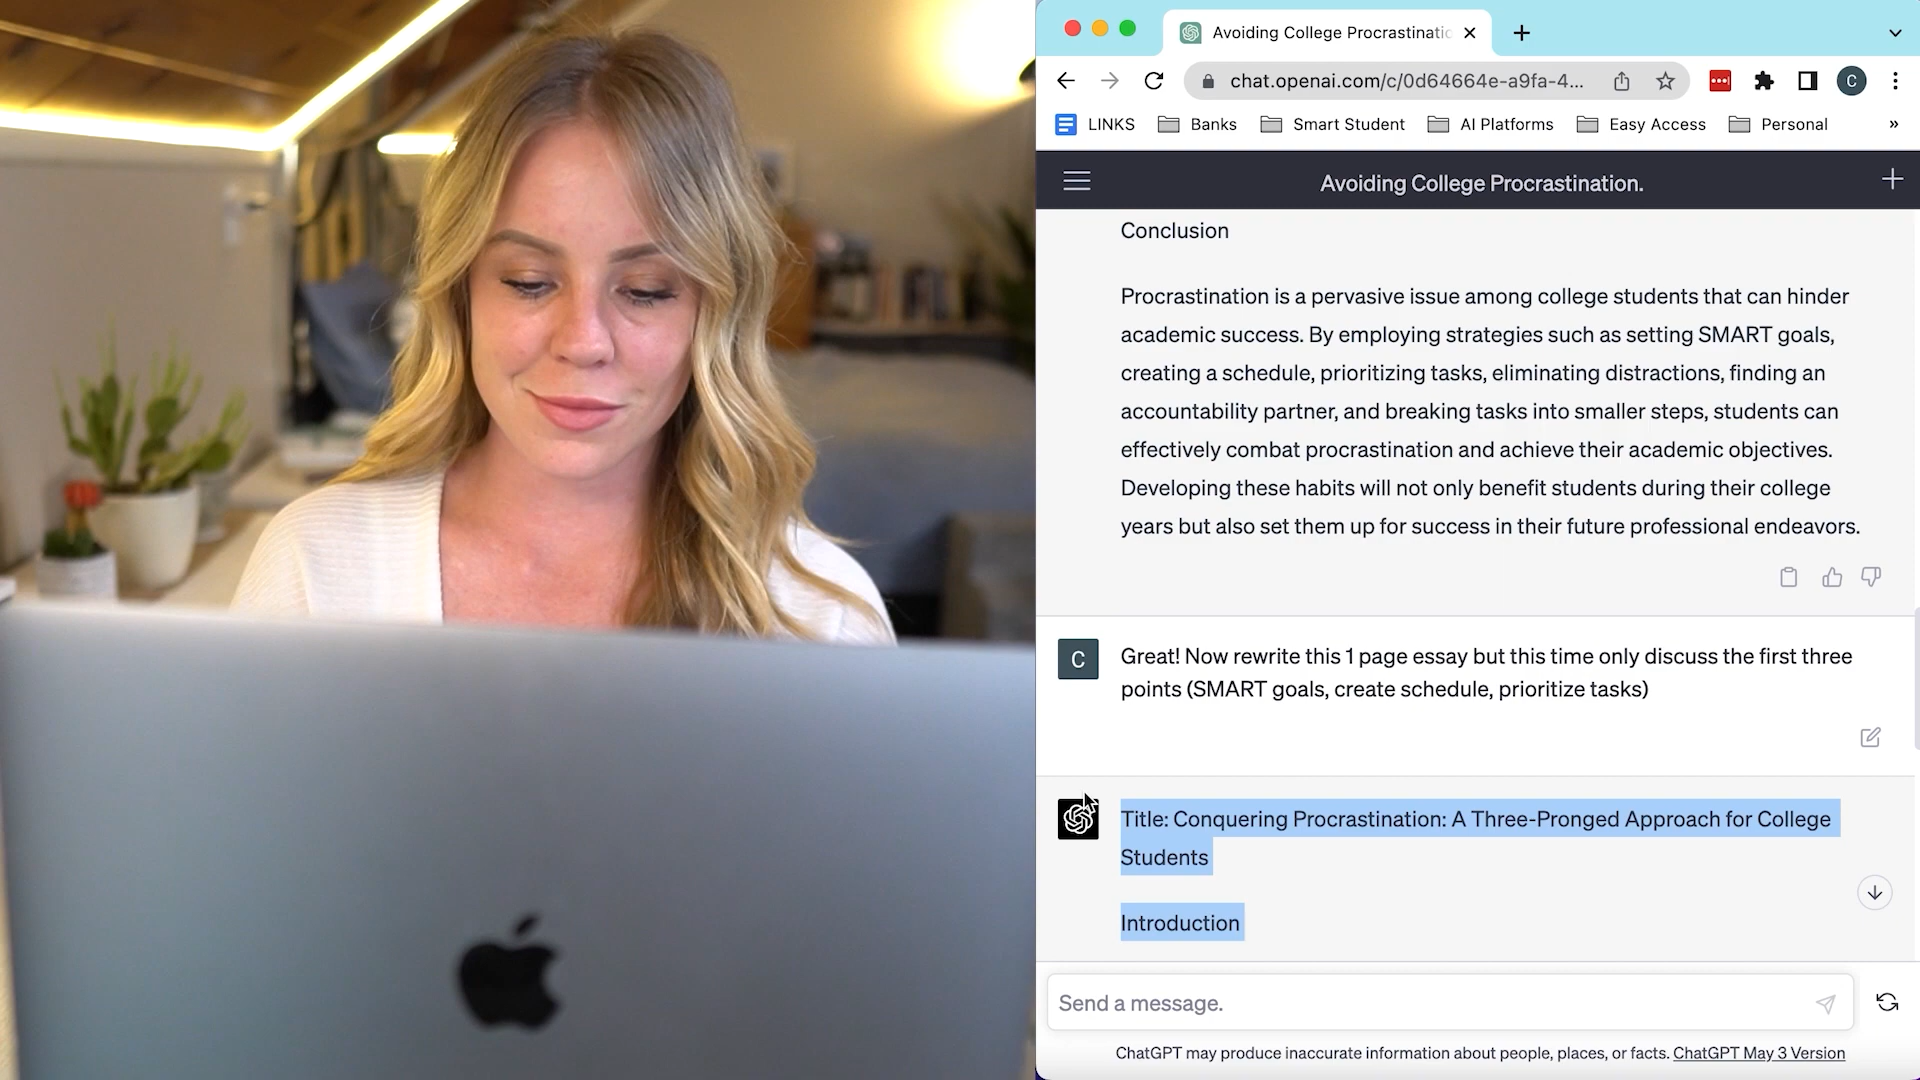 Avoiding College Procrastinatio
chat.openai.com/c/0d64664e-a9fa-4...
C
LINKS
Banks
Smart Student
AI Platforms
Easy Access
Personal
»
Avoiding College Procrastination.
Conclusion
Procrastination is a pervasive issue among college students that can hinder
academic success. By employing strategies such as setting SMART goals,
creating a schedule, prioritizing tasks, eliminating distractions, finding an
accountability partner, and breaking tasks into smaller steps, students can
effectively combat procrastination and achieve their academic objectives.
Developing these habits will not only benefit students during their college
years but also set them up for success in their future professional endeavors.
C
Great! Now rewrite this 1 page essay but this time only discuss the first three
points (SMART goals, create schedule, prioritize tasks)
Title: Conquering Procrastination: A Three-Pronged Approach for College
Students
Introduction
Send a message.
ChatGPT may produce inaccurate information about people, places, or facts. ChatGPT May 3 Version